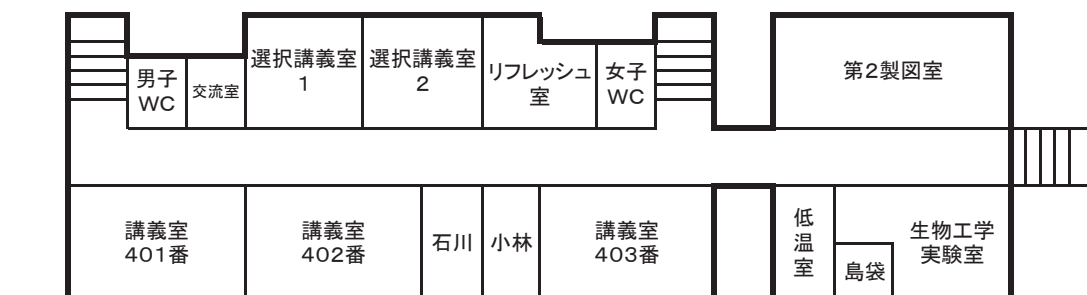 男子
WC
交流室
選択講義室
1
選択講義室
2
リフレッシュ
室
女子
WC
第2製図室
講義室
401番
講義室
402番
石川
小林
講義室
403番
低
温
室
島袋
生物工学
実験室